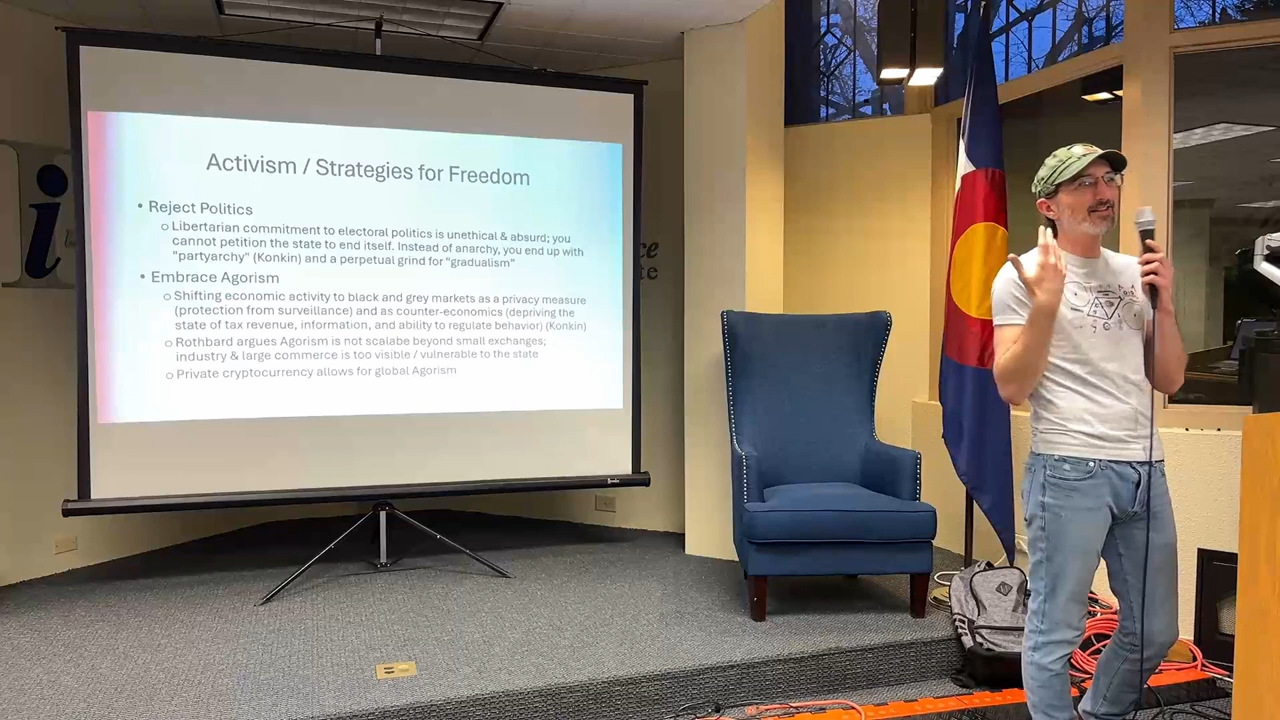 Activism / Strategies for Freedom
• Reject Politics
o Libertarian commitment to electoral politics is unethical & absurd; you
cannot petition the state to end itself. Instead of anarchy, you end up with
"partyarchy" (Konkin) and a perpetual grind for "gradualism"
• Embrace Agorism
o Shifting economic activity to black and grey markets as a privacy measure
(protection from surveillance) and as counter-economics (depriving the
state of tax revenue, information, and ability to regulate behavior) (Konkin)
o Rothbard argues Agorism is not scalabe beyond small exchanges;
industry & large commerce is too visible / vulnerable to the state
o Private cryptocurrency allows for global Agorism